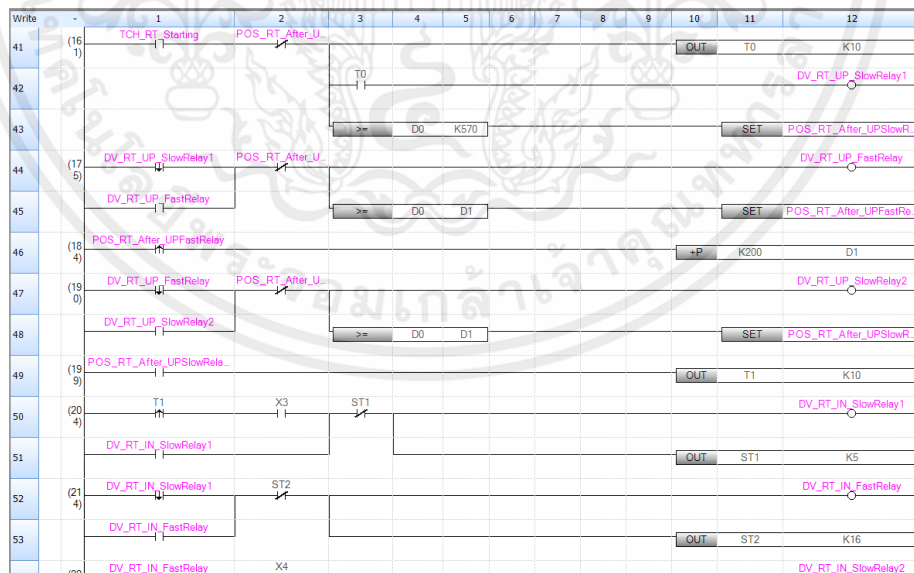 Write - 1 2 3 4 5 6 7 8 9 10 11 12
TCH_RT_Starting POS_RT_After_U...
41 (16 1) OUT T0 K10
T0 DV_RT_UP_SlowRelay1
42
43 >= D0 K570 SET POS_RT_After_UPSlowR...
DV_RT_UP_SlowRelay1 POS_RT_After_U... DV_RT_UP_FastRelay
44 (17 5)
DV_RT_UP_FastRelay
45 >= D0 D1 SET POS_RT_After_UPFastRe...
POS_RT_After_UPFastRelay
46 (18 4) +P K200 D1
DV_RT_UP_FastRelay POS_RT_After_U... DV_RT_UP_SlowRelay2
47 (19 0)
DV_RT_UP_SlowRelay2
48 >= D0 D1 SET POS_RT_After_UPSlowR...
POS_RT_After_UPSlowRela...
49 (19 9) OUT T1 K10
T1 X3 ST1 DV_RT_IN_SlowRelay1
50 (20 4)
DV_RT_IN_SlowRelay1
51 OUT ST1 K5
DV_RT_IN_SlowRelay1 ST2 DV_RT_IN_FastRelay
52 (21 4)
DV_RT_IN_FastRelay
53 OUT ST2 K16
DV_RT_IN_FastRelay X4 DV_RT_IN_SlowRelay2